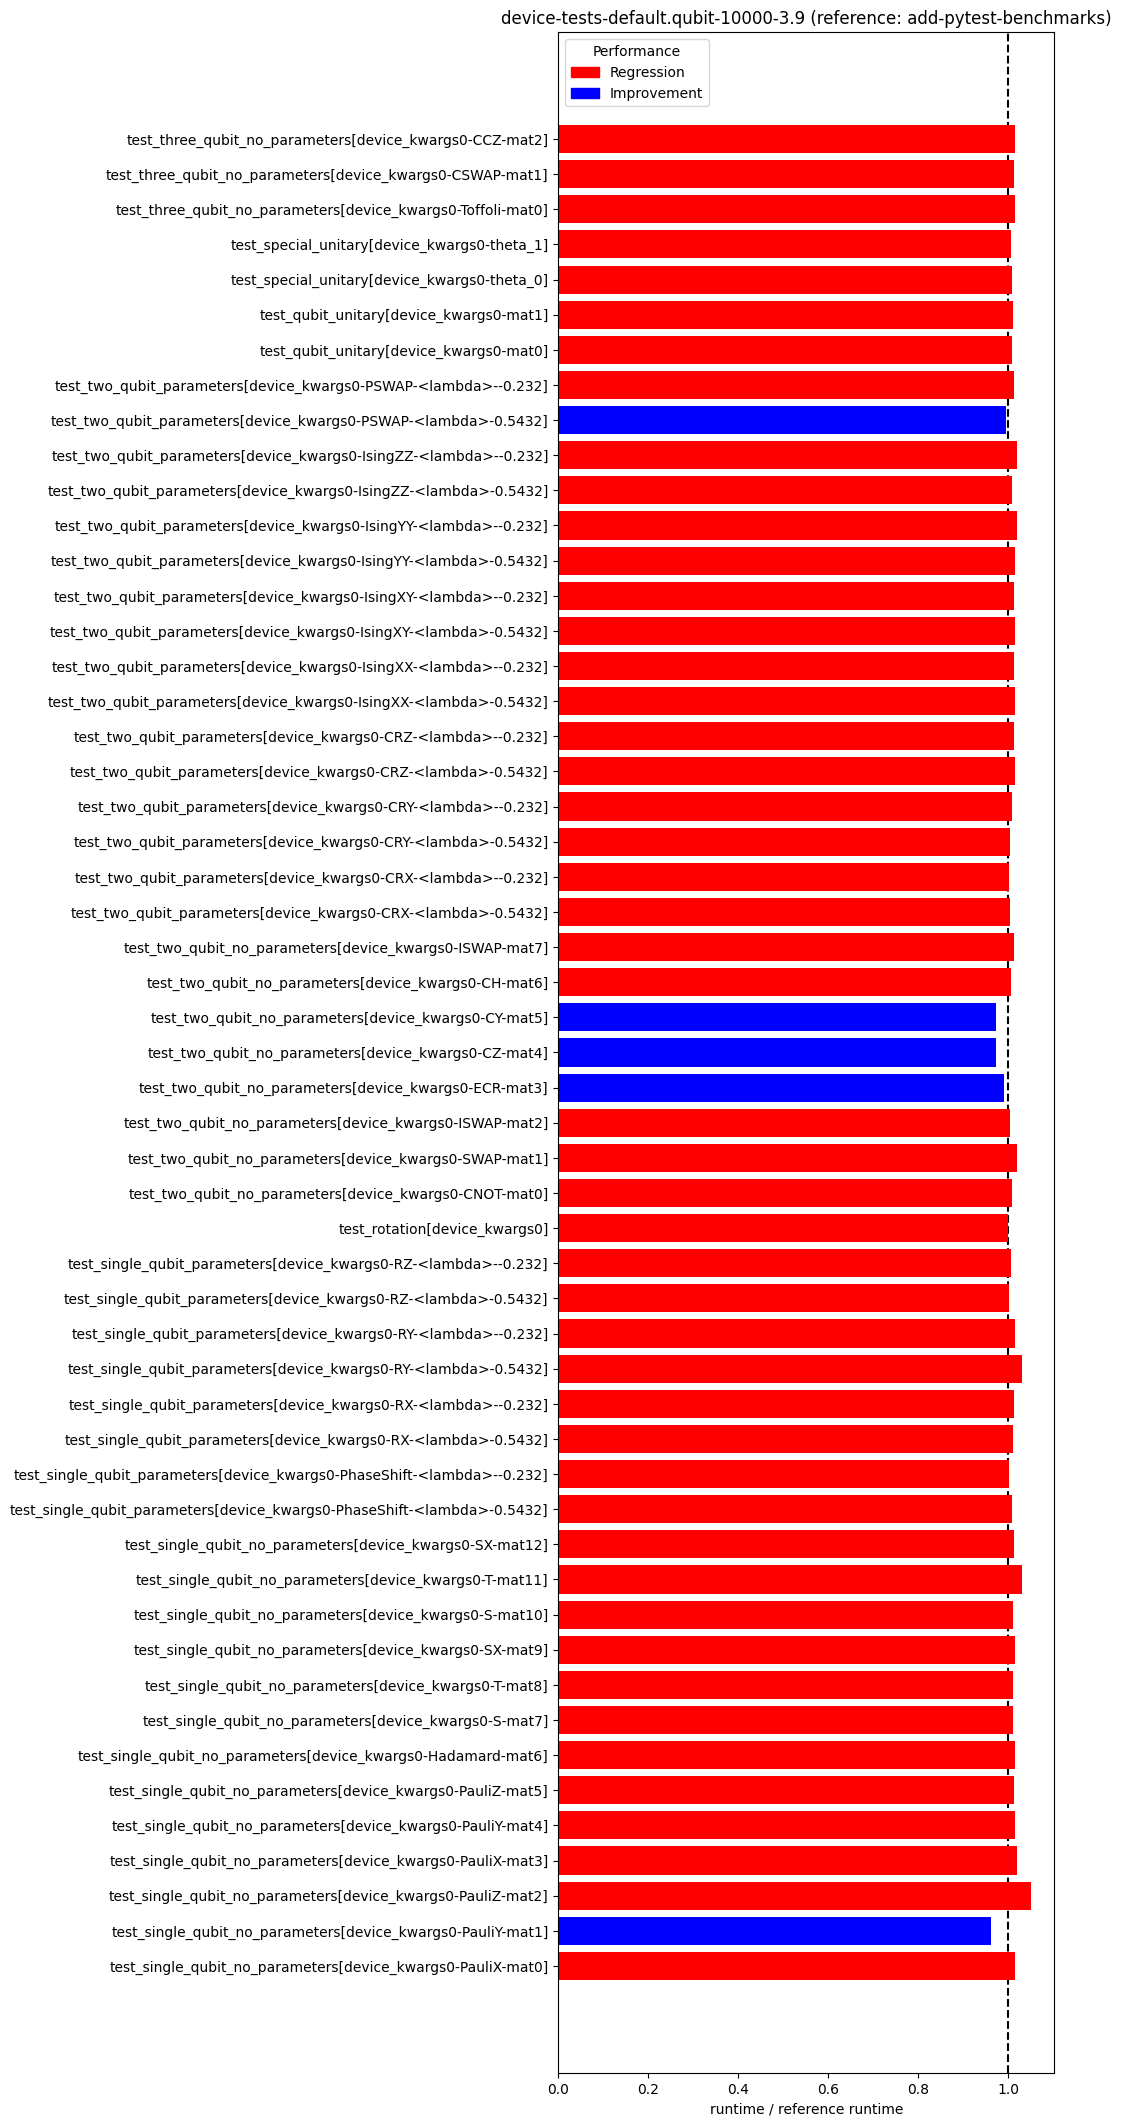 device-tests-default.qubit-10000-3.9 (reference: add-pytest-benchmarks)
Performance
Regression
Improvement
test_three_qubit_no_parameters[device_kwargs0-CCZ-mat2]
test_three_qubit_no_parameters[device_kwargs0-CSWAP-mat1]
test_three_qubit_no_parameters[device_kwargs0-Toffoli-mat0]
test_special_unitary[device_kwargs0-theta_1]
test_special_unitary[device_kwargs0-theta_0]
test_qubit_unitary[device_kwargs0-mat1]
test_qubit_unitary[device_kwargs0-mat0]
test_two_qubit_parameters[device_kwargs0-PSWAP-<lambda>--0.232]
test_two_qubit_parameters[device_kwargs0-PSWAP-<lambda>-0.5432]
test_two_qubit_parameters[device_kwargs0-IsingZZ-<lambda>--0.232]
test_two_qubit_parameters[device_kwargs0-IsingZZ-<lambda>-0.5432]
test_two_qubit_parameters[device_kwargs0-IsingYY-<lambda>--0.232]
test_two_qubit_parameters[device_kwargs0-IsingYY-<lambda>-0.5432]
test_two_qubit_parameters[device_kwargs0-IsingXY-<lambda>--0.232]
test_two_qubit_parameters[device_kwargs0-IsingXY-<lambda>-0.5432]
test_two_qubit_parameters[device_kwargs0-IsingXX-<lambda>--0.232]
test_two_qubit_parameters[device_kwargs0-IsingXX-<lambda>-0.5432]
test_two_qubit_parameters[device_kwargs0-CRZ-<lambda>--0.232]
test_two_qubit_parameters[device_kwargs0-CRZ-<lambda>-0.5432]
test_two_qubit_parameters[device_kwargs0-CRY-<lambda>--0.232]
test_two_qubit_parameters[device_kwargs0-CRY-<lambda>-0.5432]
test_two_qubit_parameters[device_kwargs0-CRX-<lambda>--0.232]
test_two_qubit_parameters[device_kwargs0-CRX-<lambda>-0.5432]
test_two_qubit_no_parameters[device_kwargs0-ISWAP-mat7]
test_two_qubit_no_parameters[device_kwargs0-CH-mat6]
test_two_qubit_no_parameters[device_kwargs0-CY-mat5]
test_two_qubit_no_parameters[device_kwargs0-CZ-mat4]
test_two_qubit_no_parameters[device_kwargs0-ECR-mat3]
test_two_qubit_no_parameters[device_kwargs0-ISWAP-mat2]
test_two_qubit_no_parameters[device_kwargs0-SWAP-mat1]
test_two_qubit_no_parameters[device_kwargs0-CNOT-mat0]
test_rotation[device_kwargs0]
test_single_qubit_parameters[device_kwargs0-RZ-<lambda>--0.232]
test_single_qubit_parameters[device_kwargs0-RZ-<lambda>-0.5432]
test_single_qubit_parameters[device_kwargs0-RY-<lambda>--0.232]
test_single_qubit_parameters[device_kwargs0-RY-<lambda>-0.5432]
test_single_qubit_parameters[device_kwargs0-RX-<lambda>--0.232]
test_single_qubit_parameters[device_kwargs0-RX-<lambda>-0.5432]
test_single_qubit_parameters[device_kwargs0-PhaseShift-<lambda>--0.232]
test_single_qubit_parameters[device_kwargs0-PhaseShift-<lambda>-0.5432]
test_single_qubit_no_parameters[device_kwargs0-SX-mat12]
test_single_qubit_no_parameters[device_kwargs0-T-mat11]
test_single_qubit_no_parameters[device_kwargs0-S-mat10]
test_single_qubit_no_parameters[device_kwargs0-SX-mat9]
test_single_qubit_no_parameters[device_kwargs0-T-mat8]
test_single_qubit_no_parameters[device_kwargs0-S-mat7]
test_single_qubit_no_parameters[device_kwargs0-Hadamard-mat6]
test_single_qubit_no_parameters[device_kwargs0-PauliZ-mat5]
test_single_qubit_no_parameters[device_kwargs0-PauliY-mat4]
test_single_qubit_no_parameters[device_kwargs0-PauliX-mat3]
test_single_qubit_no_parameters[device_kwargs0-PauliZ-mat2]
test_single_qubit_no_parameters[device_kwargs0-PauliY-mat1]
test_single_qubit_no_parameters[device_kwargs0-PauliX-mat0]
0.0 0.2 0.4 0.6 0.8 1.0
runtime / reference runtime